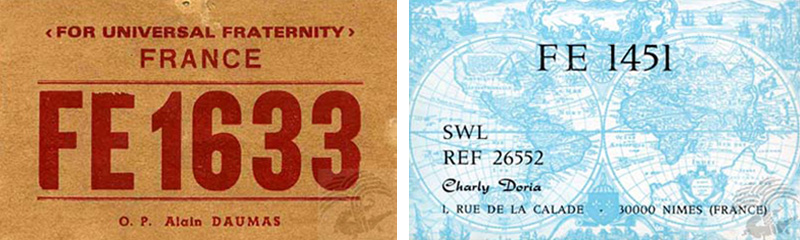 ‹FOR UNIVERSAL FRATERNITY›
FRANCE
FE 1633
O. P. Alain DAUMAS
FE 1451
SWL
REF 26552
Charly Doria
1, RUE DE LA CALADE · 30000 NIMES (FRANCE)